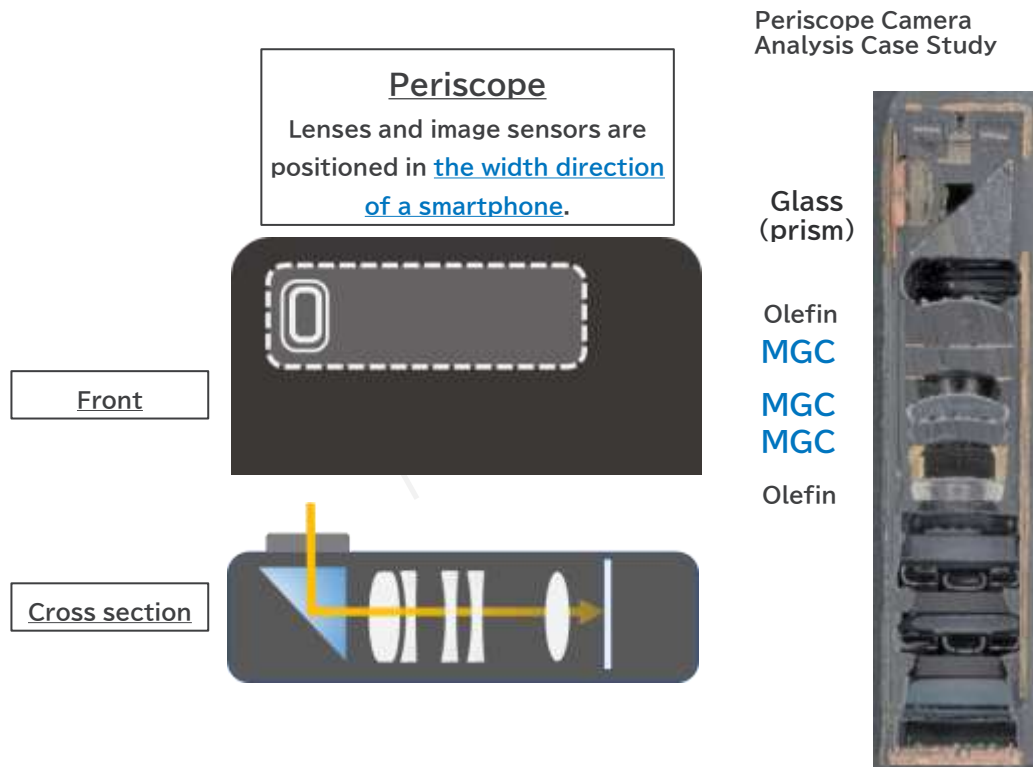 Periscope Camera
Analysis Case Study
Periscope
Lenses and image sensors are
positioned in the width direction
of a smartphone.
Glass
(prism)
Olefin
MGC
Front
MGC
MGC
Olefin
Cross section